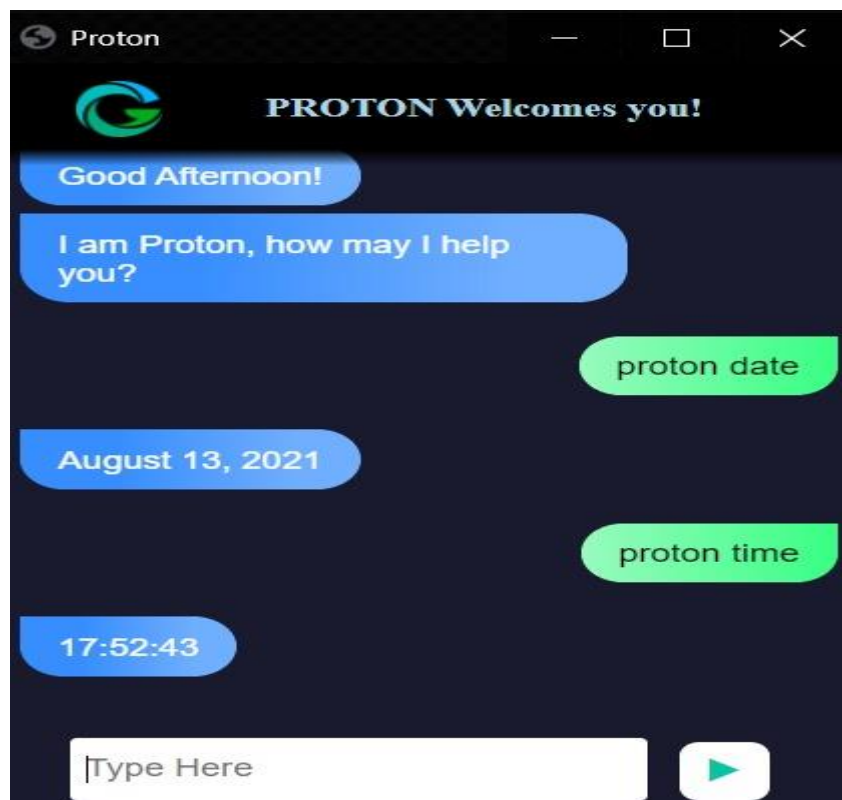 Proton
PROTON Welcomes you!
Good Afternoon!
I am Proton, how may I help
you?
proton date
August 13, 2021
proton time
17:52:43
Type Here